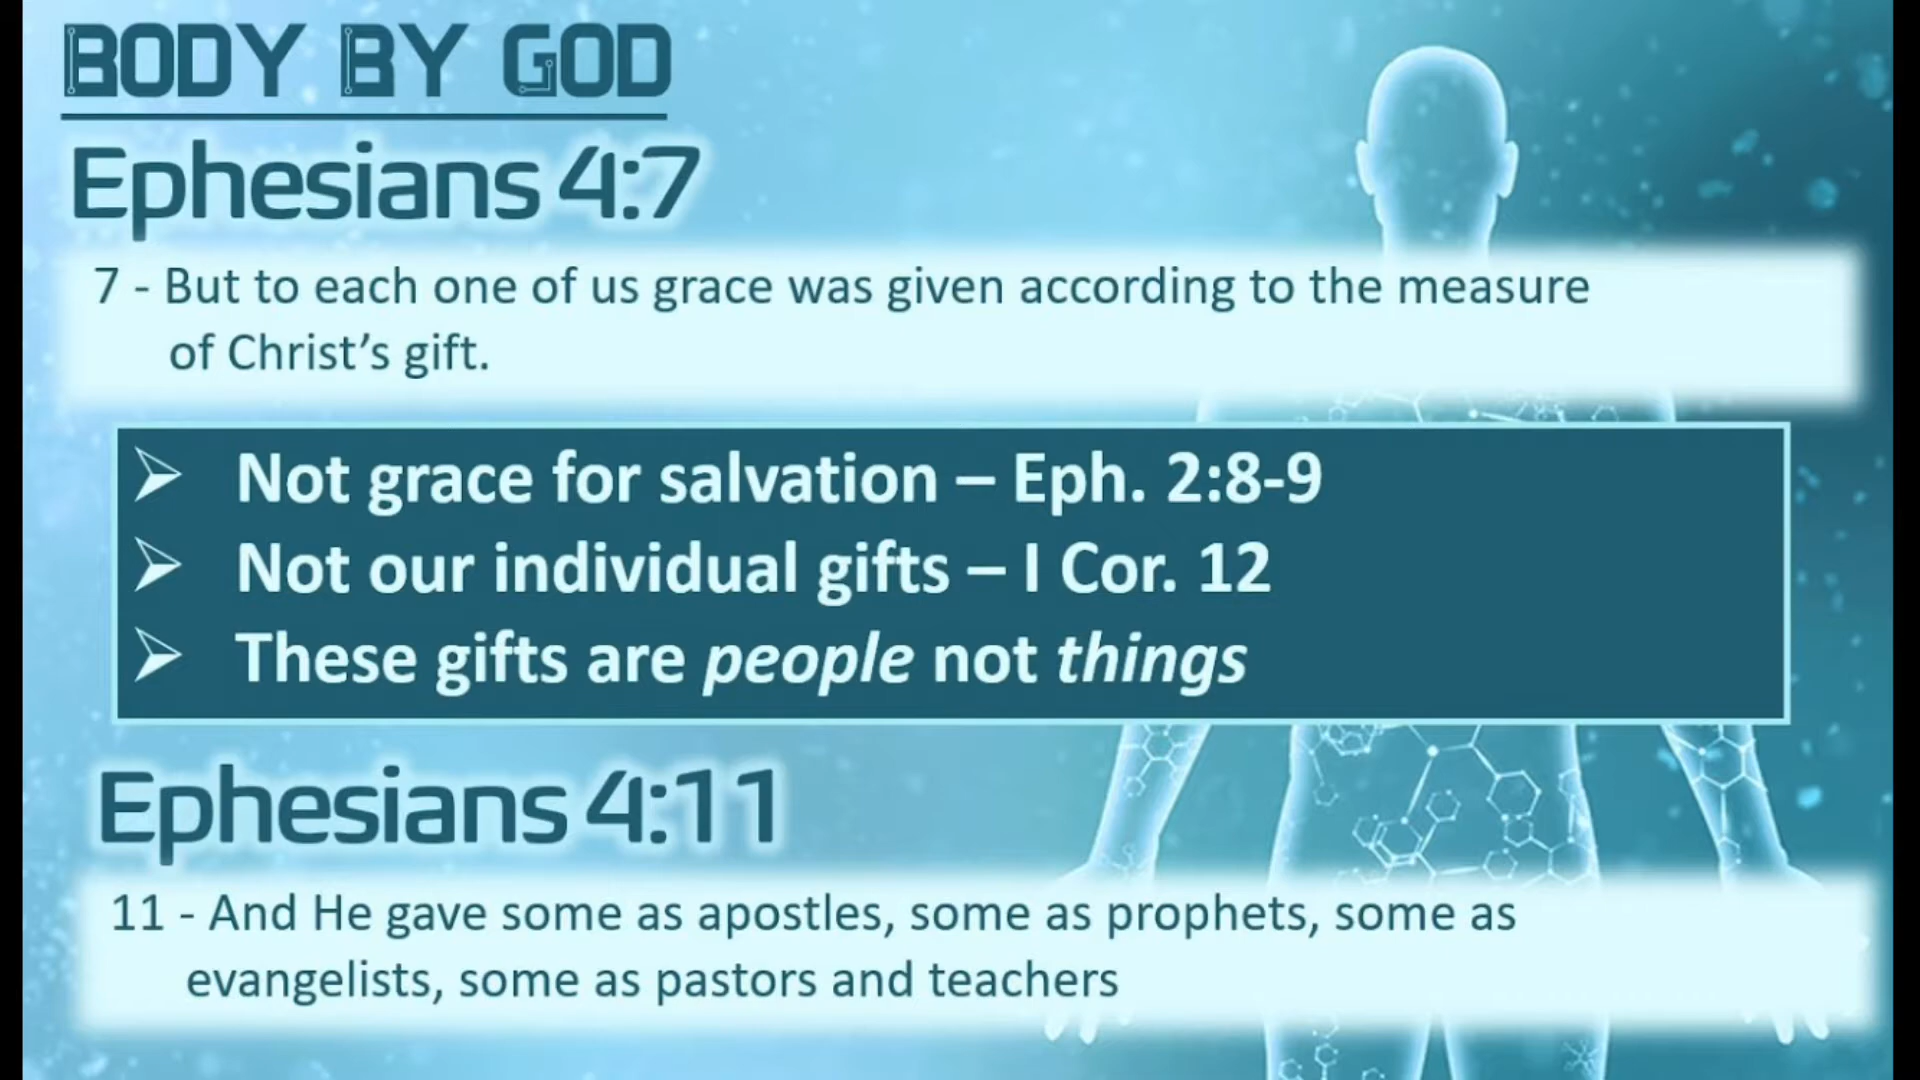 BODY BY GOD
Ephesians 4:7
7 - But to each one of us grace was given according to the measure
of Christ’s gift.
➢ Not grace for salvation – Eph. 2:8-9
➢ Not our individual gifts – I Cor. 12
➢ These gifts are people not things
Ephesians 4:11
11 - And He gave some as apostles, some as prophets, some as
evangelists, some as pastors and teachers